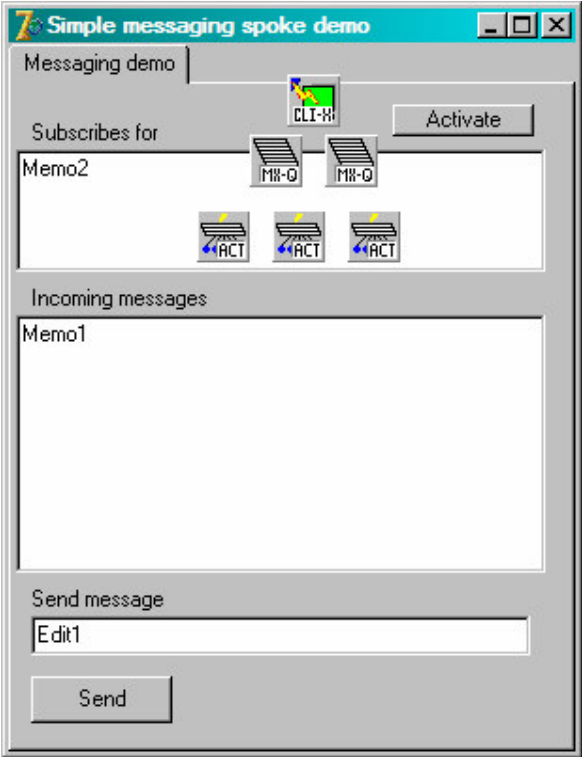 Simple messaging spoke demo
Messaging demo
CLI-X
Activate
Subscribes for
Memo2
MX-Q MX-Q
ACT ACT ACT
Incoming messages
Memo1
Send message
Edit1
Send